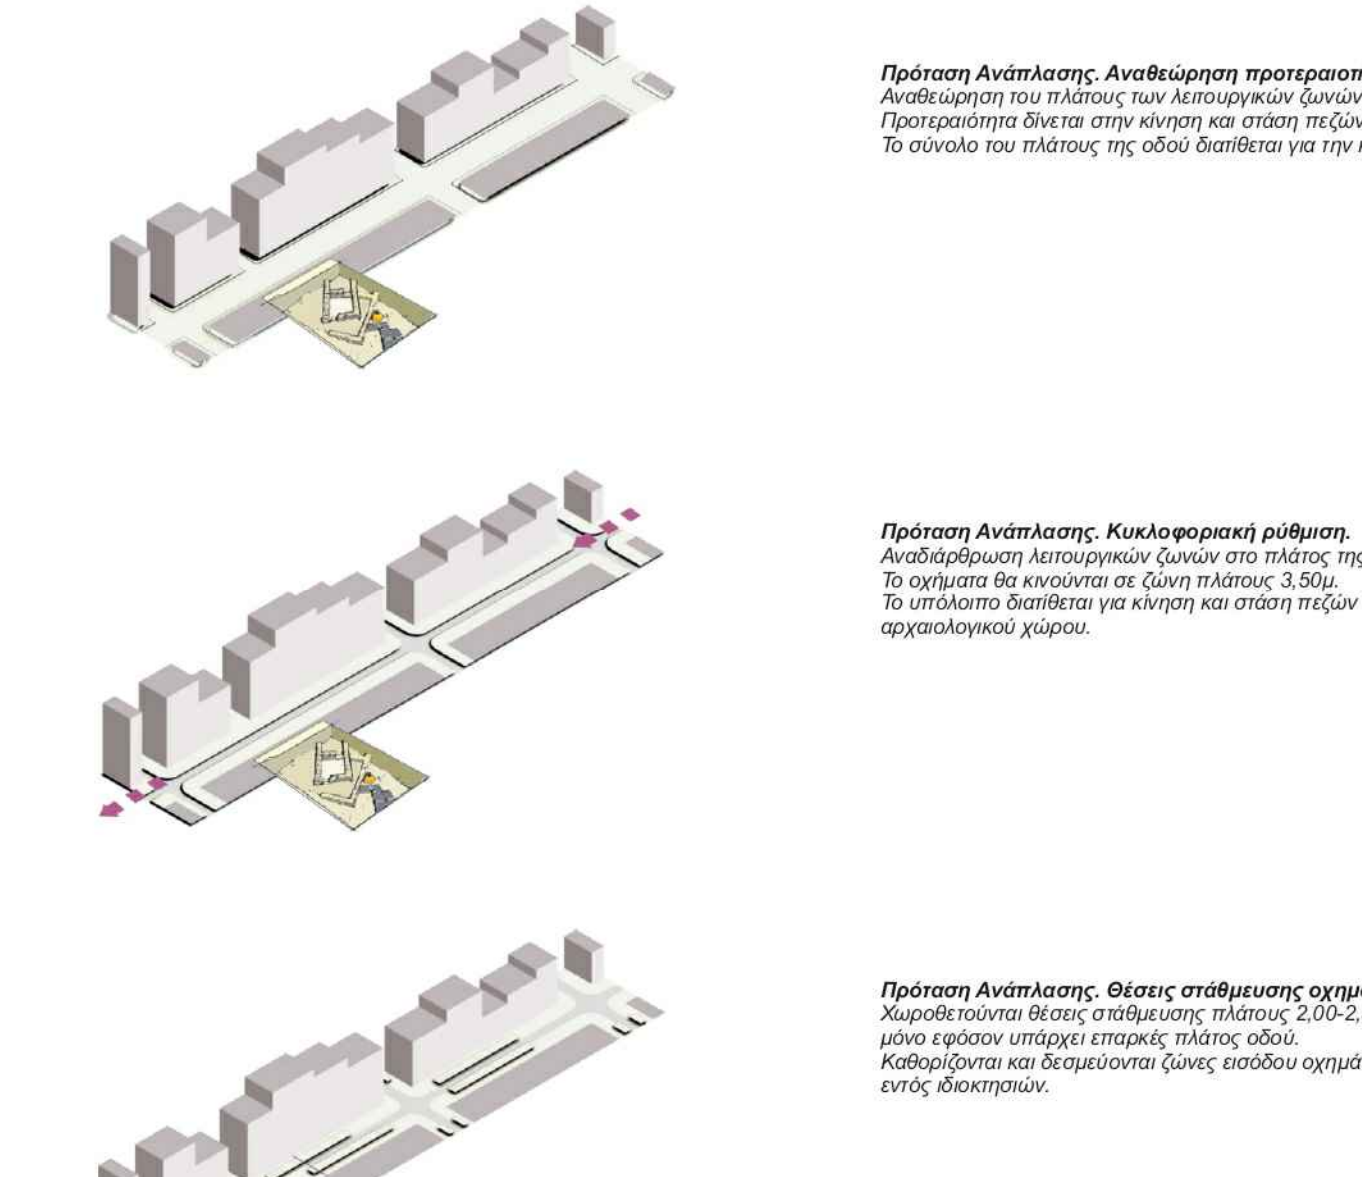 Πρόταση Ανάπλασης. Αναθεώρηση
Αναθεώρηση του πλάτους των λειτουργικών ζωνών
Προτεραιότητα δίνεται στην κίνηση και στάση πεζών
Το σύνολο του πλάτους της οδού διατίθεται για την
Πρόταση Ανάπλασης. Κυκλοφοριακή ρύθμιση.
Αναδιάρθρωση λειτουργικών ζωνών στο πλάτος της
Το οχήματα θα κινούνται σε ζώνη πλάτους 3,50μ.
Το υπόλοιπο διατίθεται για κίνηση και στάση πεζών
αρχαιολογικού χώρου.
Πρόταση Ανάπλασης. Θέσεις στάθμευσης
Χωροθετούνται θέσεις στάθμευσης πλάτους 2,00-2,
μόνο εφόσον υπάρχει επαρκές πλάτος οδού.
Καθορίζονται και δεσμεύονται ζώνες εισόδου
εντός ιδιοκτησιών.